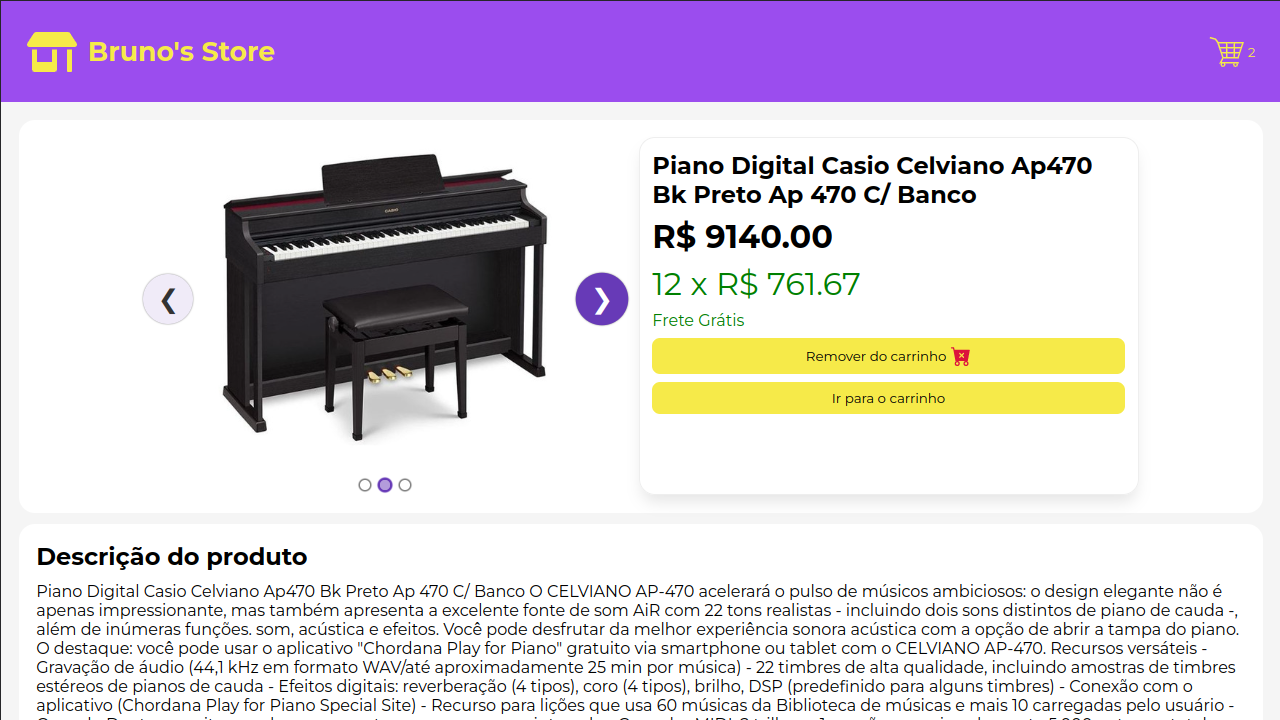 Bruno's Store
2
CASIO
Piano Digital Casio Celviano Ap470
Bk Preto Ap 470 C/ Banco
R$ 9140.00
12 x R$ 761.67
Frete Grátis
Remover do carrinho
Ir para o carrinho
Descrição do produto
Piano Digital Casio Celviano Ap470 Bk Preto Ap 470 C/ Banco O CELVIANO AP-470 acelerará o pulso de músicos ambiciosos: o design elegante não é
apenas impressionante, mas também apresenta a excelente fonte de som AiR com 22 tons realistas - incluindo dois sons distintos de piano de cauda -,
além de inúmeras funções. som, acústica e efeitos. Você pode desfrutar da melhor experiência sonora acústica com a opção de abrir a tampa do piano.
O destaque: você pode usar o aplicativo "Chordana Play for Piano" gratuito via smartphone ou tablet com o CELVIANO AP-470. Recursos versáteis -
Gravação de áudio (44,1 kHz em formato WAV/até aproximadamente 25 min por música) - 22 timbres de alta qualidade, incluindo amostras de timbres
estéreos de pianos de cauda - Efeitos digitais: reverberação (4 tipos), coro (4 tipos), brilho, DSP (predefinido para alguns timbres) - Conexão com o
aplicativo (Chordana Play for Piano Special Site) - Recurso para lições que usa 60 músicas da Biblioteca de músicas e mais 10 carregadas pelo usuário -